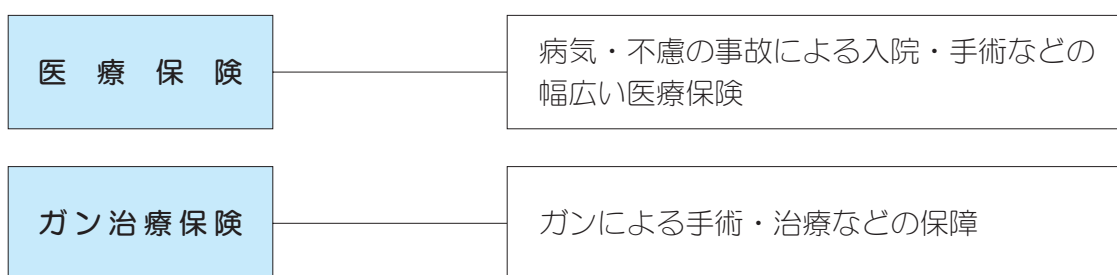 医療保険
病気・不慮の事故による入院・手術などの
幅広い医療保険
ガン治療保険
ガンによる手術・治療などの保障